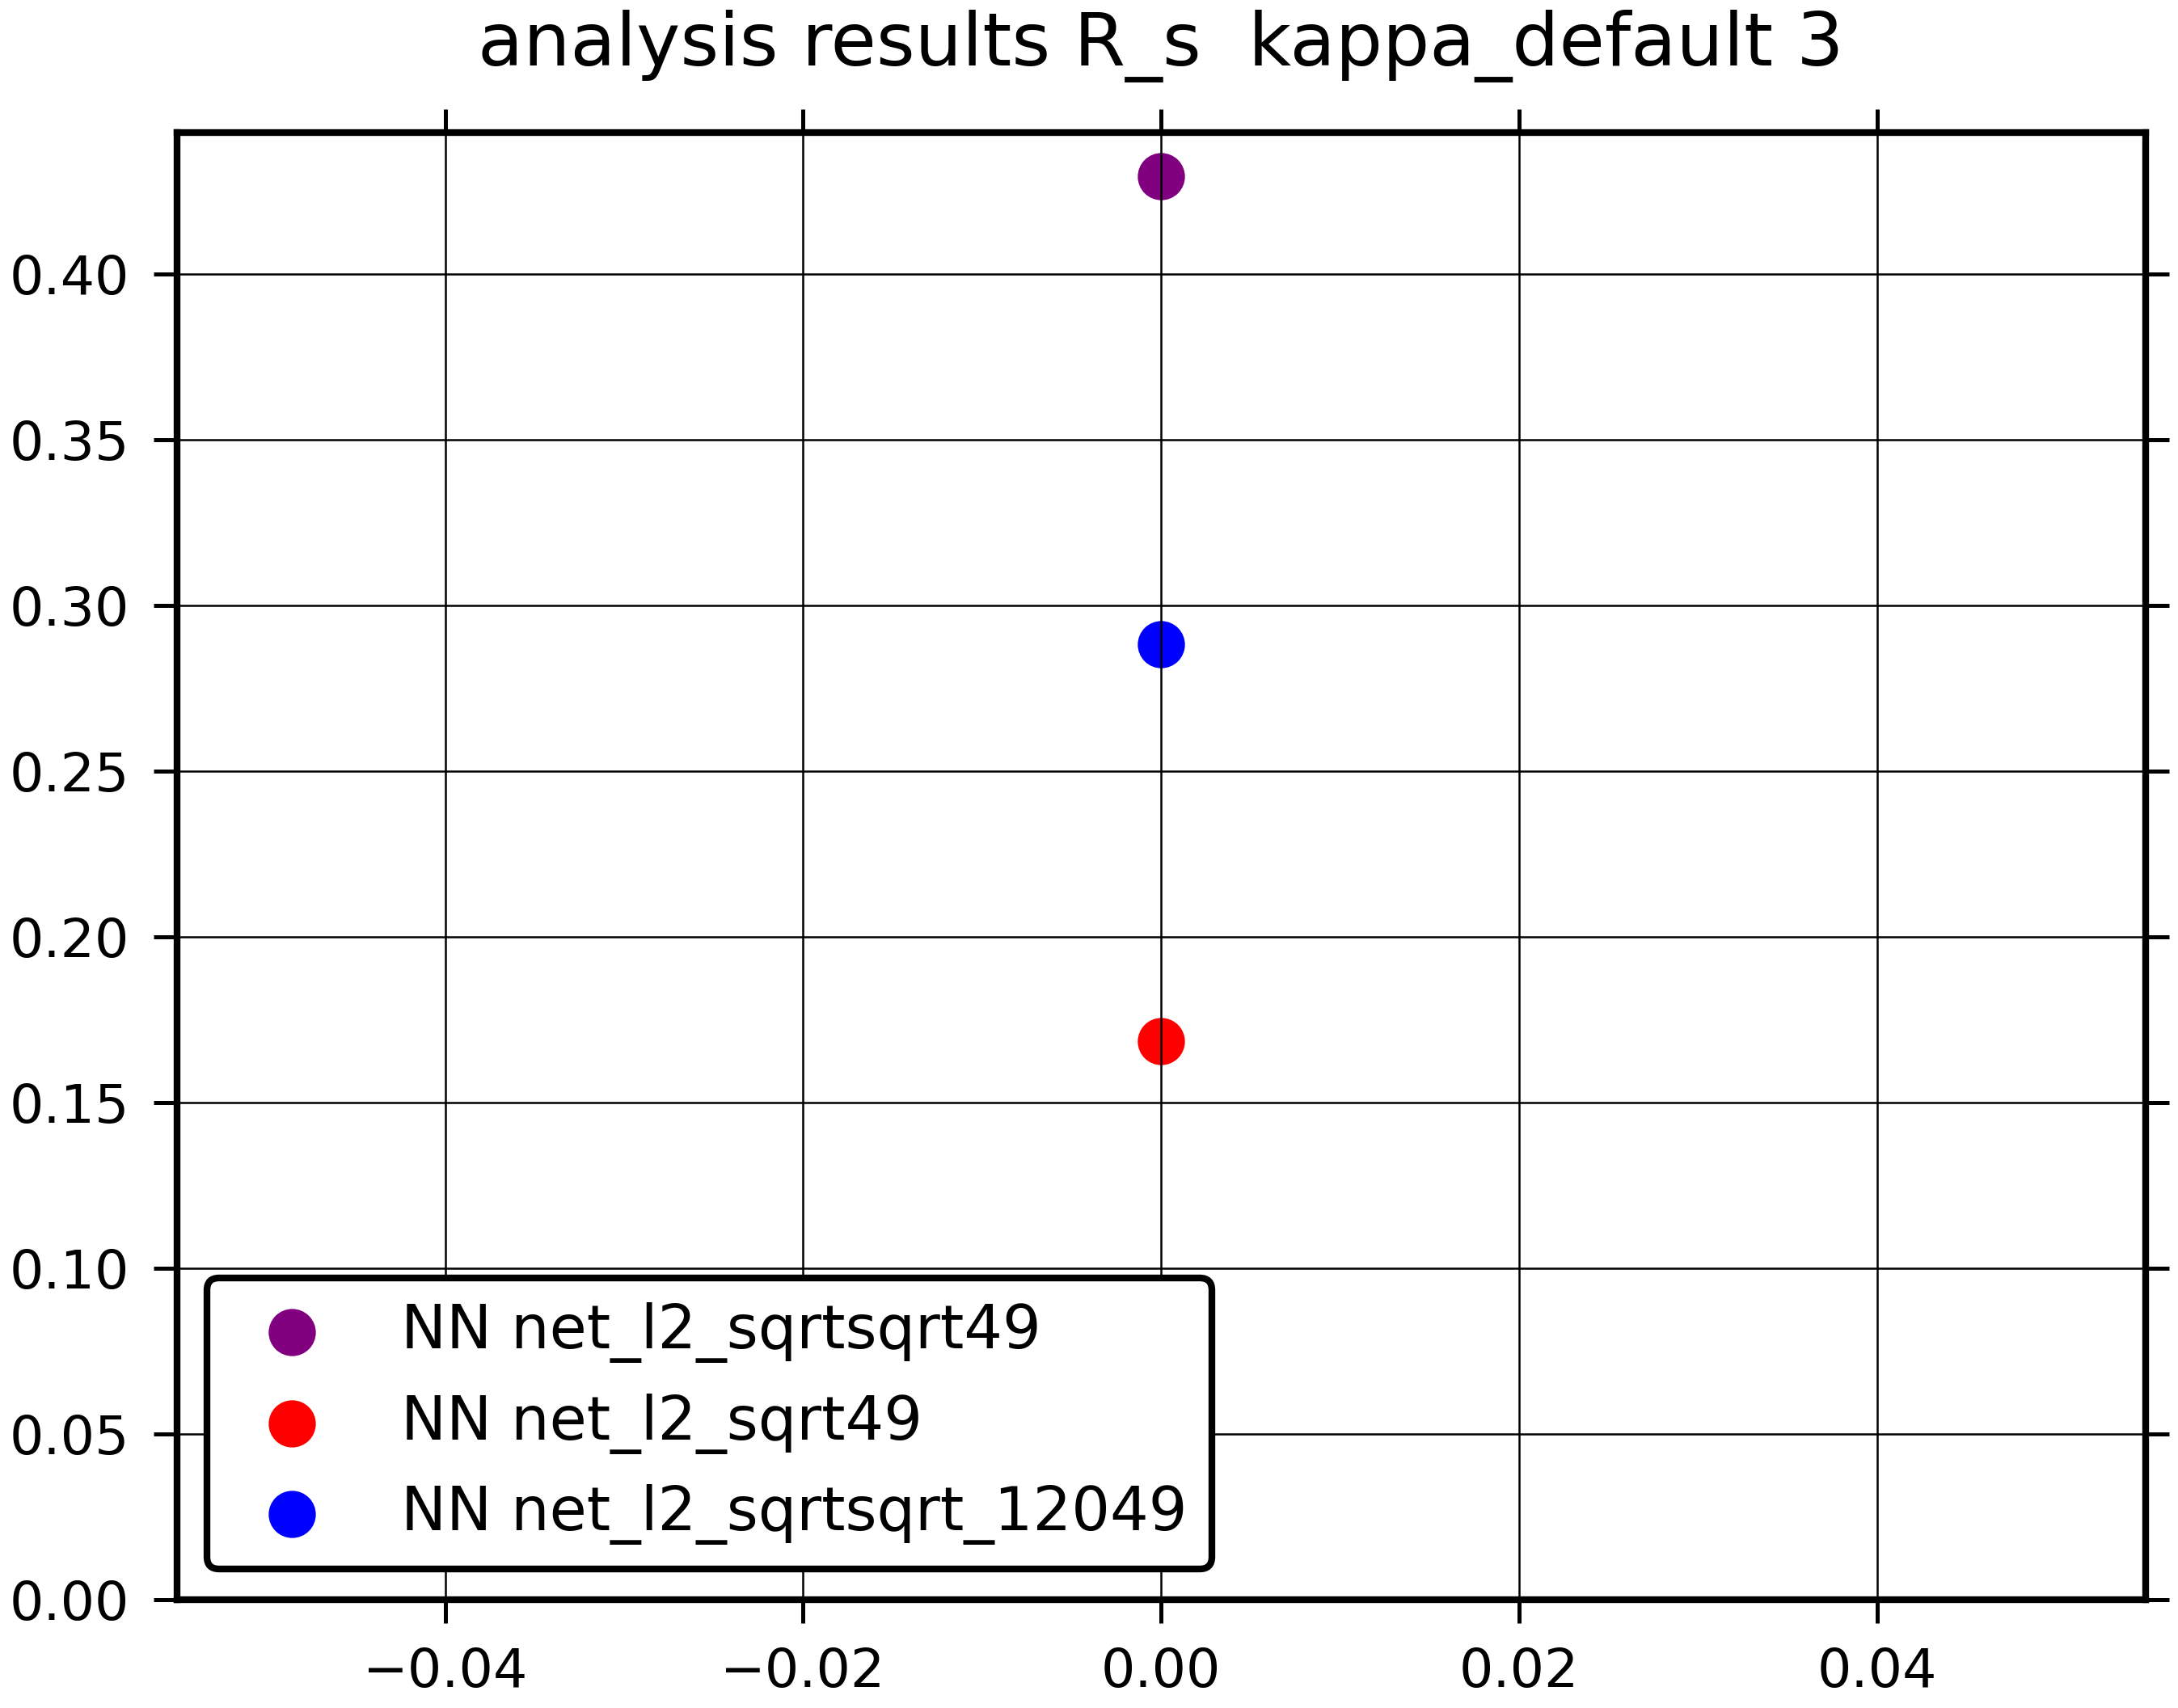 analysis results R_s  kappa_default 3
0.40
0.35
0.30
0.25
0.20
0.15
0.10
0.05
0.00
NN net_l2_sqrtsqrt49
NN net_l2_sqrt49
NN net_l2_sqrtsqrt_12049
−0.04 −0.02 0.00 0.02 0.04